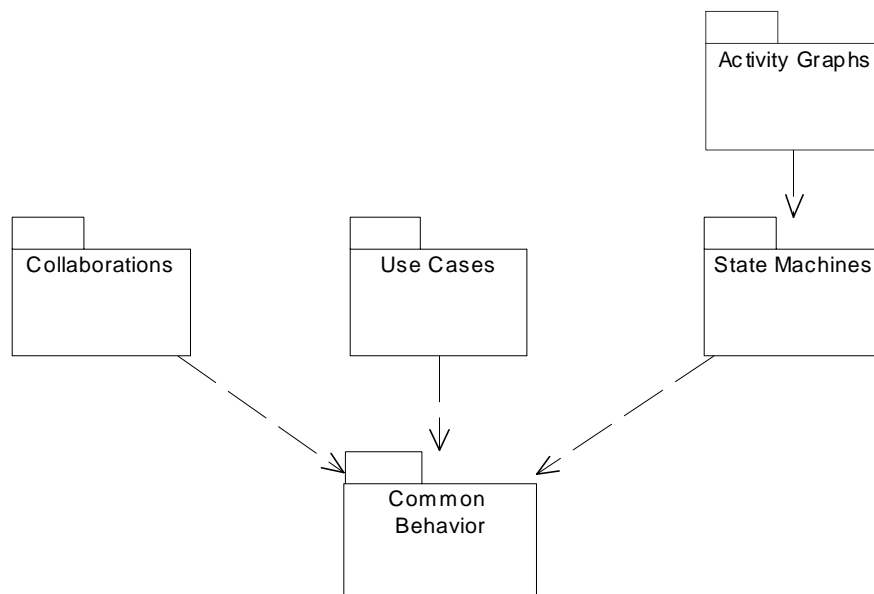 Activity Graphs
Collaborations
Use Cases
State Machines
Common
Behavior